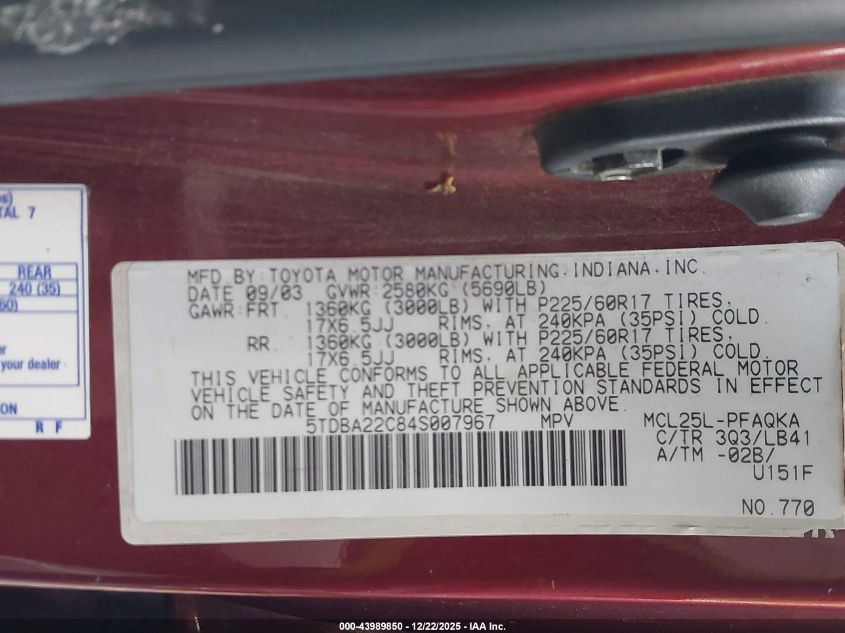 s)
TAL 7
REAR
240 (35)
60)
r
your dealer
ION
R F
MFD. BY: TOYOTA MOTOR MANUFACTURING, INDIANA, INC.
DATE 09/03 GVWR: 2580KG (5690LB)
GAWR: FRT 1360KG (3000LB) WITH P225/60R17 TIRES,
17X6.5JJ RIMS, AT 240KPA (35PSI) COLD.
RR 1360KG (3000LB) WITH P225/60R17 TIRES,
17X6.5JJ RIMS, AT 240KPA (35PSI) COLD.
THIS VEHICLE CONFORMS TO ALL APPLICABLE FEDERAL MOTOR
VEHICLE SAFETY AND THEFT PREVENTION STANDARDS IN EFFECT
ON THE DATE OF MANUFACTURE SHOWN ABOVE.
5TDBA22C84S007967 MPV
MCL25L-PFAQKA
C/TR 3Q3/LB41
A/TM -02B/
U151F
NO. 770
000-43989850 • 12/22/2025 • IAA Inc.